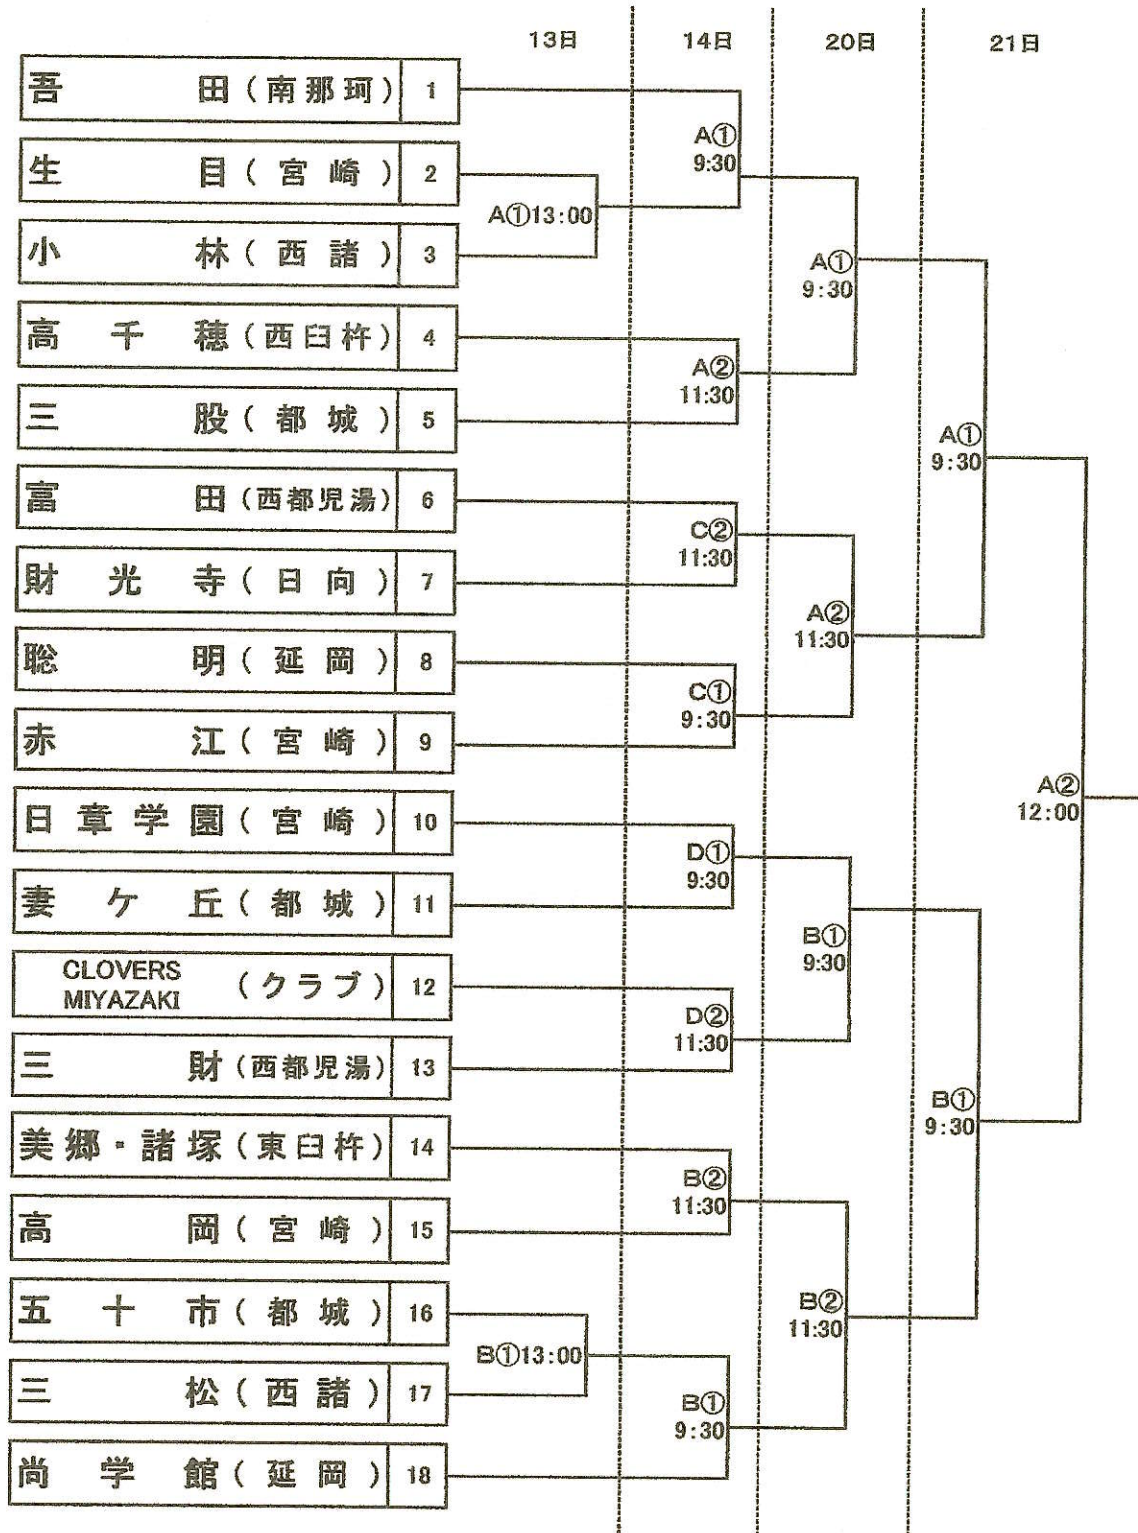 13日 14日 20日 21日
吾田(南那珂) 1
A① 9:30
生目(宮崎) 2
A①13:00
小林(西諸) 3
A① 9:30
高千穂(西臼杵) 4
A② 11:30
三股(都城) 5
A① 9:30
富田(西都児湯) 6
C② 11:30
財光寺(日向) 7
A② 11:30
聡明(延岡) 8
C① 9:30
赤江(宮崎) 9
A② 12:00
日章学園(宮崎) 10
D① 9:30
妻ケ丘(都城) 11
B① 9:30
CLOVERS
MIYAZAKI (クラブ) 12
D② 11:30
三財(西都児湯) 13
B① 9:30
美郷・諸塚(東臼杵) 14
B② 11:30
高岡(宮崎) 15
五十市(都城) 16
B② 11:30
B①13:00
三松(西諸) 17
B① 9:30
尚学館(延岡) 18